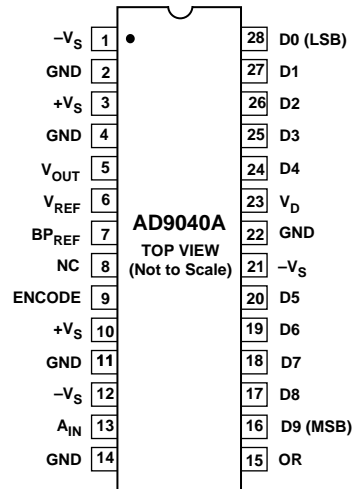 –VS 1 28 D0 (LSB)
GND 2 27 D1
+VS 3 26 D2
GND 4 25 D3
VOUT 5 24 D4
VREF 6 23 VD
BPREF 7 AD9040A 22 GND
TOP VIEW
NC 8 (Not to Scale) 21 –VS
ENCODE 9 20 D5
+VS 10 19 D6
GND 11 18 D7
–VS 12 17 D8
AIN 13 16 D9 (MSB)
GND 14 15 OR